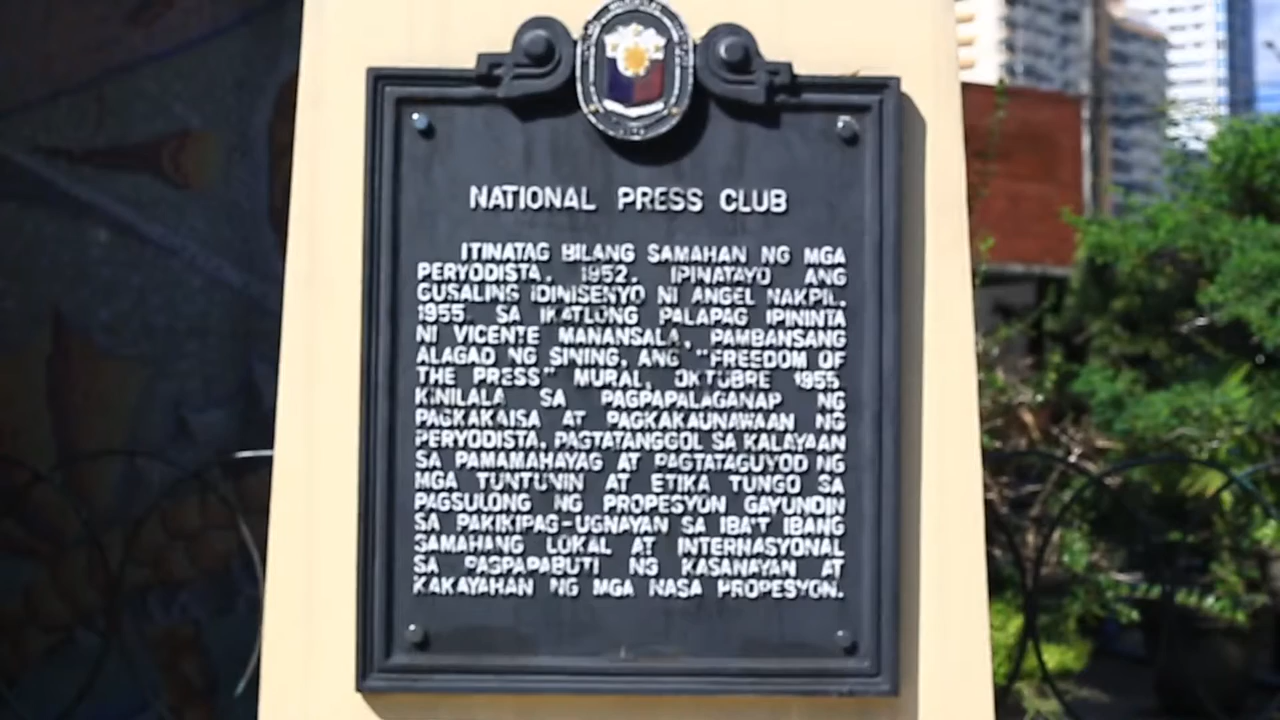 NATIONAL PRESS CLUB
ITINATAG BILANG SAMAHAN NG MGA
PERYODISTA, 1952. IPINATAYO ANG
GUSALING IDINISENYO NI ANGEL NAKPIL,
1955. SA IKATLONG PALAPAG IPININTA
NI VICENTE MANANSALA, PAMBANSANG
ALAGAD NG SINING, ANG "FREEDOM OF
THE PRESS" MURAL, OKTUBRE 1955.
KINILALA SA PAGPAPALAGANAP NG
PAGKAKAISA AT PAGKAKAUNAWAAN NG
PERYODISTA, PAGTATANGGOL SA KALAYAAN
SA PAMAMAHAYAG AT PAGTATAGUYOD NG
MGA TUNTUNIN AT ETIKA TUNGO SA
PAGSULONG NG PROPESYON GAYUNDIN
SA PAKIKIPAG-UGNAYAN SA IBA'T IBANG
SAMAHANG LOKAL AT INTERNASYONAL
SA PAGPAPABUTI NG KASANAYAN AT
KAKAYAHAN NG MGA NASA PROPESYON.